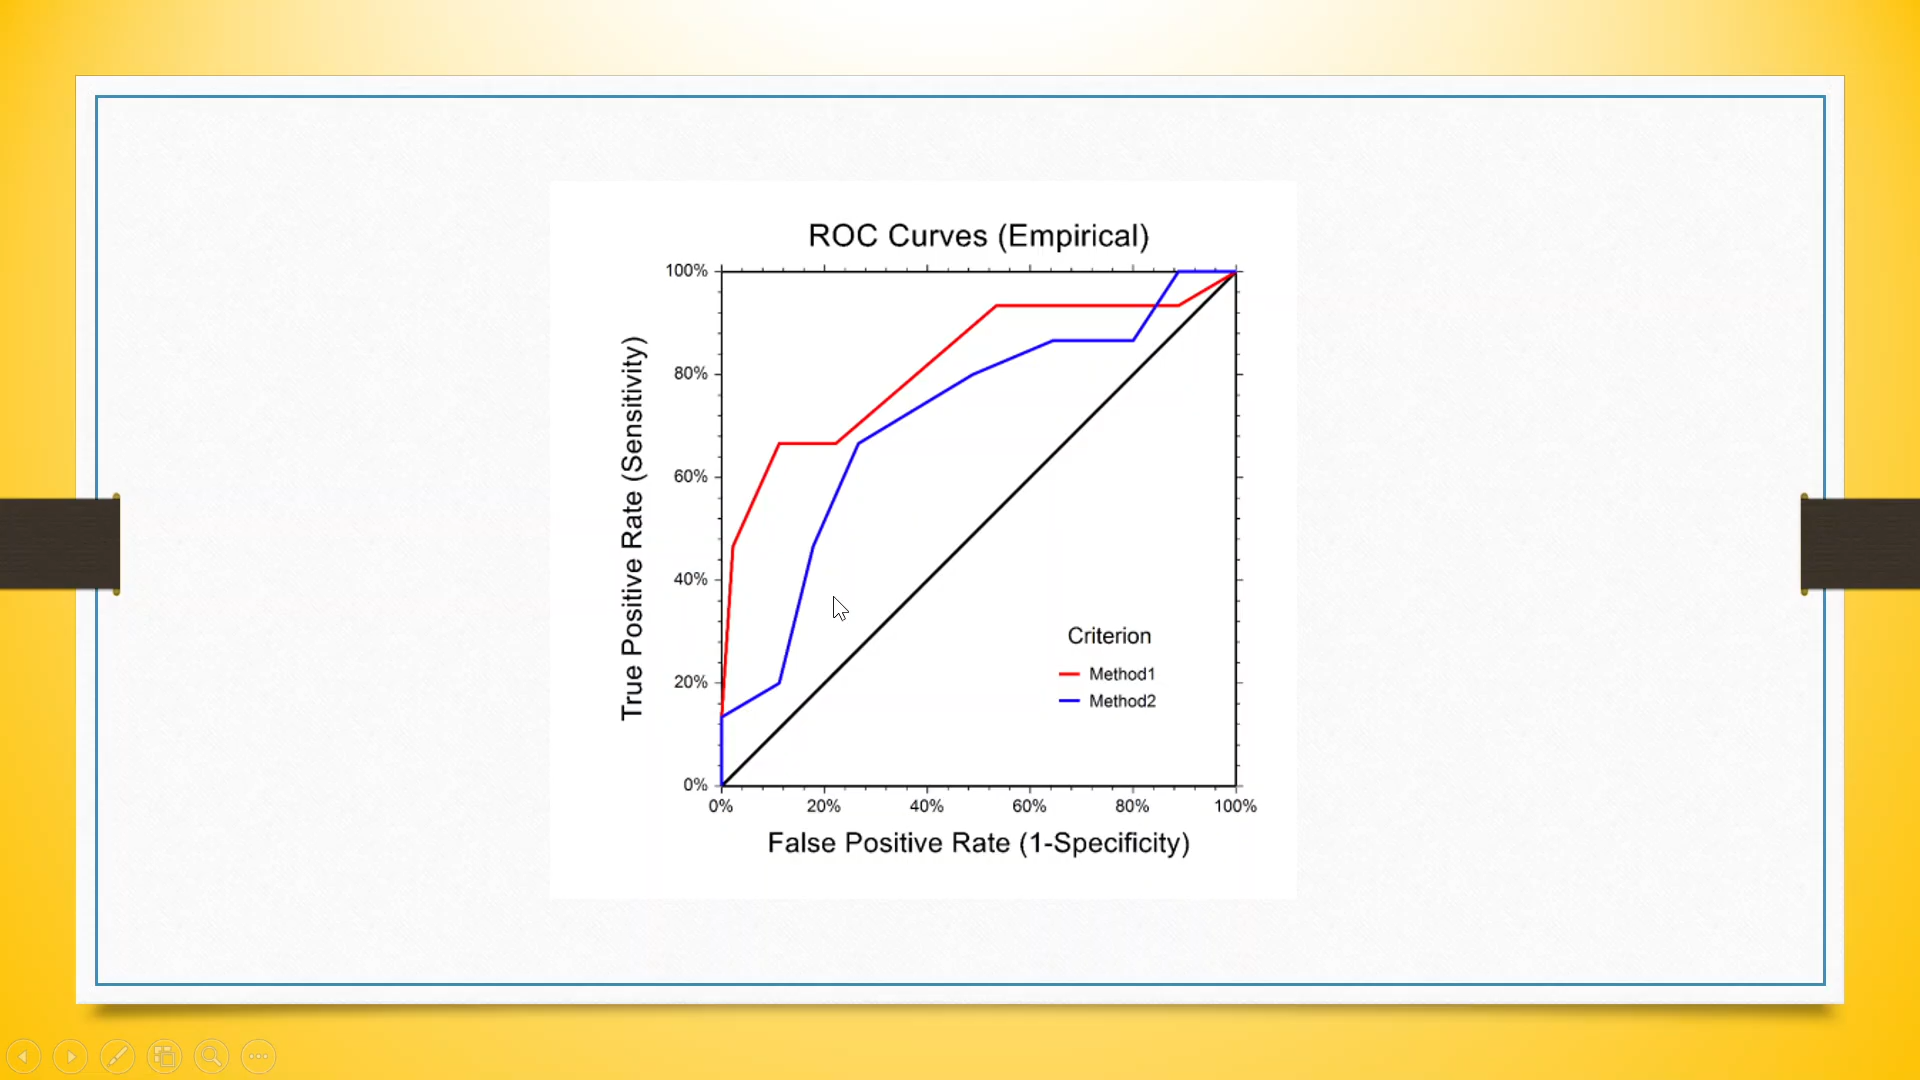 ROC Curves (Empirical)
True Positive Rate (Sensitivity)
100%
80%
60%
40%
20%
0%
0% 20% 40% 60% 80% 100%
False Positive Rate (1-Specificity)
Criterion
Method1
Method2